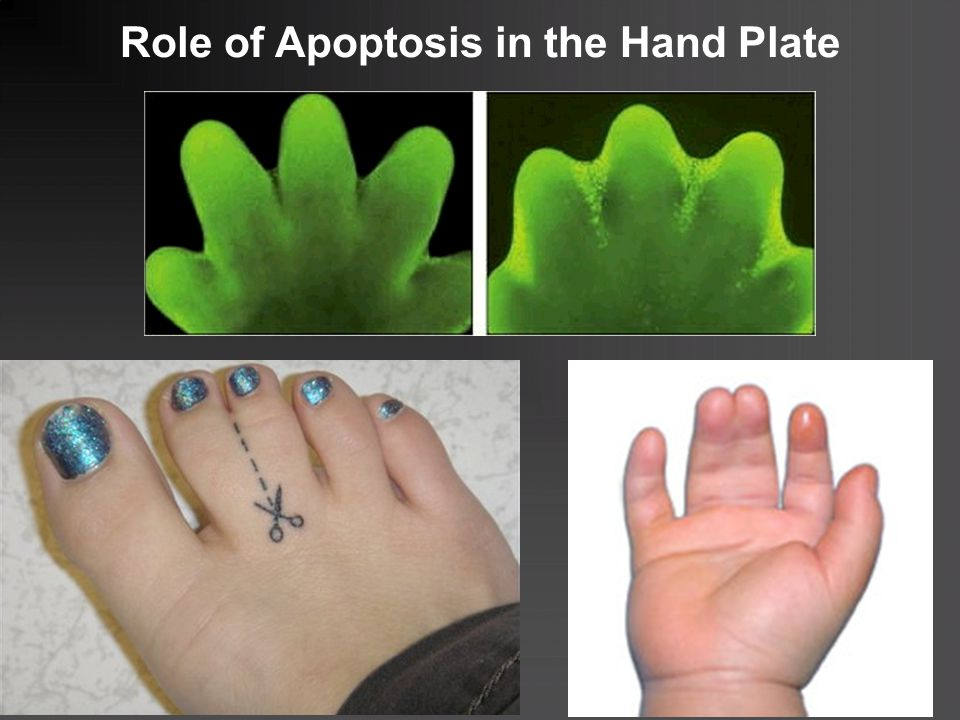 Role of Apoptosis in the Hand Plate